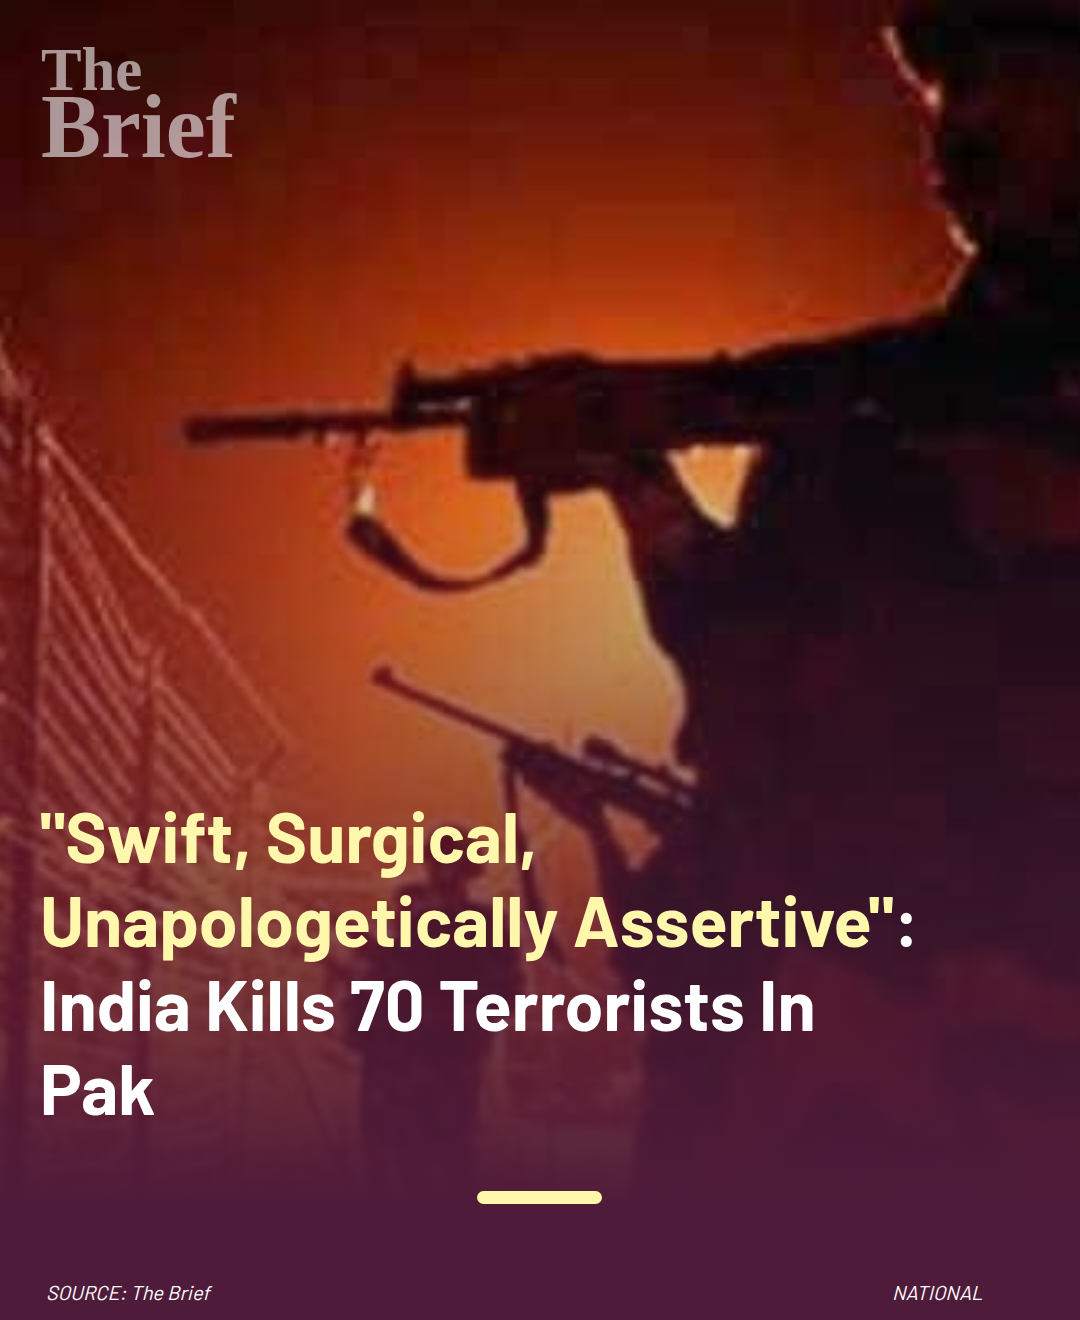 The
Brief
"Swift, Surgical,
Unapologetically Assertive":
India Kills 70 Terrorists In
Pak
SOURCE: The Brief
NATIONAL